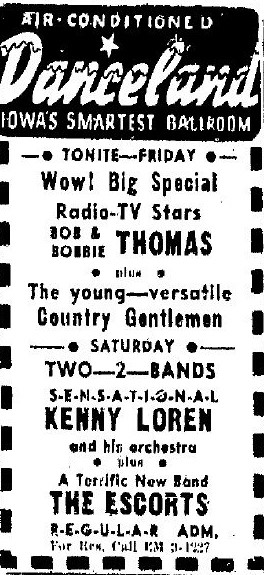 AIR-CONDITIONED
Danceland
IOWA'S SMARTEST BALLROOM
TONITE—FRIDAY
Wow! Big Special
Radio-TV Stars
BOB &
BOBBIE THOMAS
plus
The young—versatile
Country Gentlemen
SATURDAY
TWO—2—BANDS
S-E-N-S-A-T-I-O-N-A-L
KENNY LOREN
and his orchestra
plus
A Terrific New Band
THE ESCORTS
R-E-G-U-L-A-R ADM.
For Res. Call EM